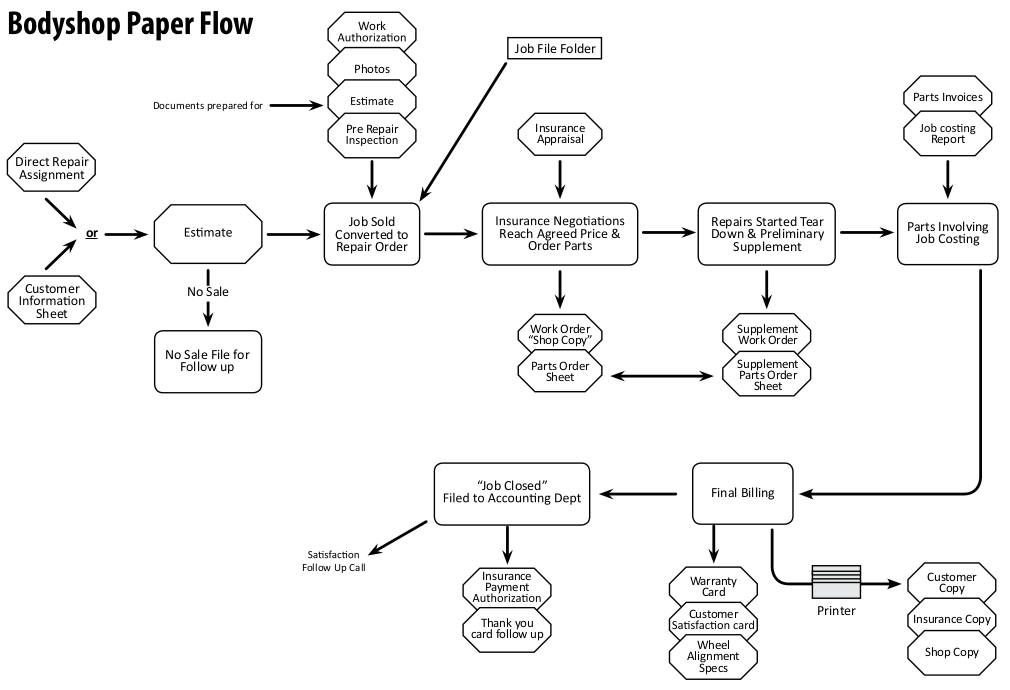 Bodyshop Paper Flow
Work
Authorization
Photos
Documents prepared for
Estimate
Pre Repair
Inspection
Job File Folder
Insurance
Appraisal
Parts Invoices
Job costing
Report
Direct Repair
Assignment
or
Customer
Information
Sheet
Estimate
No Sale
No Sale File for
Follow up
Job Sold
Converted to
Repair Order
Insurance Negotiations
Reach Agreed Price &
Order Parts
Repairs Started Tear
Down & Preliminary
Supplement
Parts Involving
Job Costing
Work Order
“Shop Copy”
Parts Order
Sheet
Supplement
Work Order
Supplement
Parts Order
Sheet
“Job Closed”
Filed to Accounting Dept
Final Billing
Satisfaction
Follow Up Call
Insurance
Payment
Authorization
Thank you
card follow up
Warranty
Card
Customer
Satisfaction card
Wheel
Alignment
Specs
Printer
Customer
Copy
Insurance Copy
Shop Copy